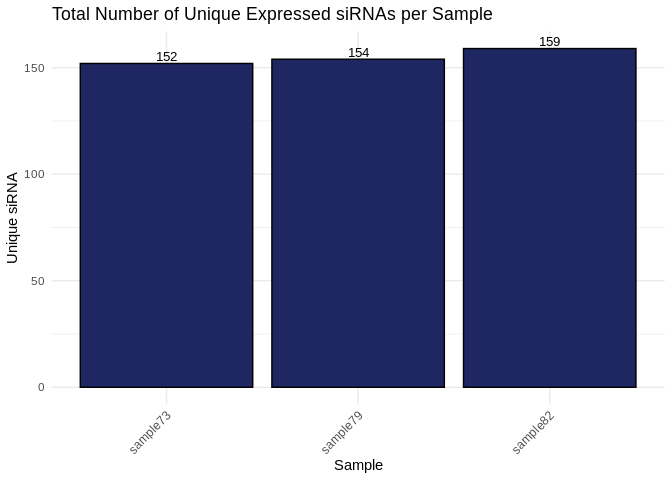 Total Number of Unique Expressed siRNAs per Sample
Unique siRNA
150
100
50
0
152
154
159
sample73
sample79
sample82
Sample